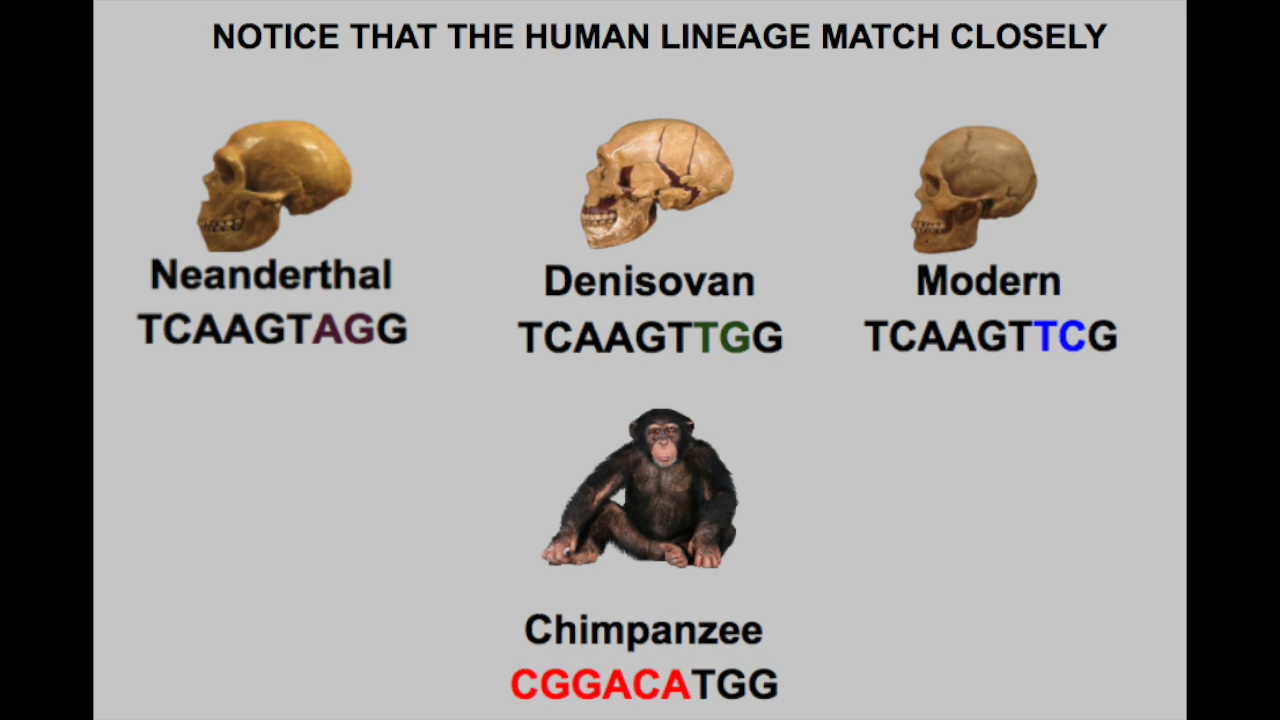 NOTICE THAT THE HUMAN LINEAGE MATCH CLOSELY
Neanderthal
TCAAGTAGG
Denisovan
TCAAGTTGG
Modern
TCAAGTTCG
Chimpanzee
CGGACATGG